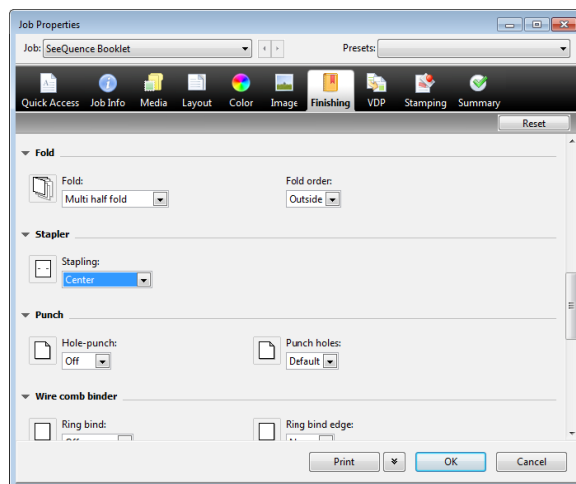 Job Properties
Job: SeeQuence Booklet Presets:
Quick Access Job Info Media Layout Color Image Finishing VDP Stamping Summary
Reset
Fold
Fold: Fold order:
Multi half fold Outside
Stapler
Stapling:
Center
Punch
Hole-punch: Punch holes:
Off Default
Wire comb binder
Ring bind: Ring bind edge:
Print OK Cancel